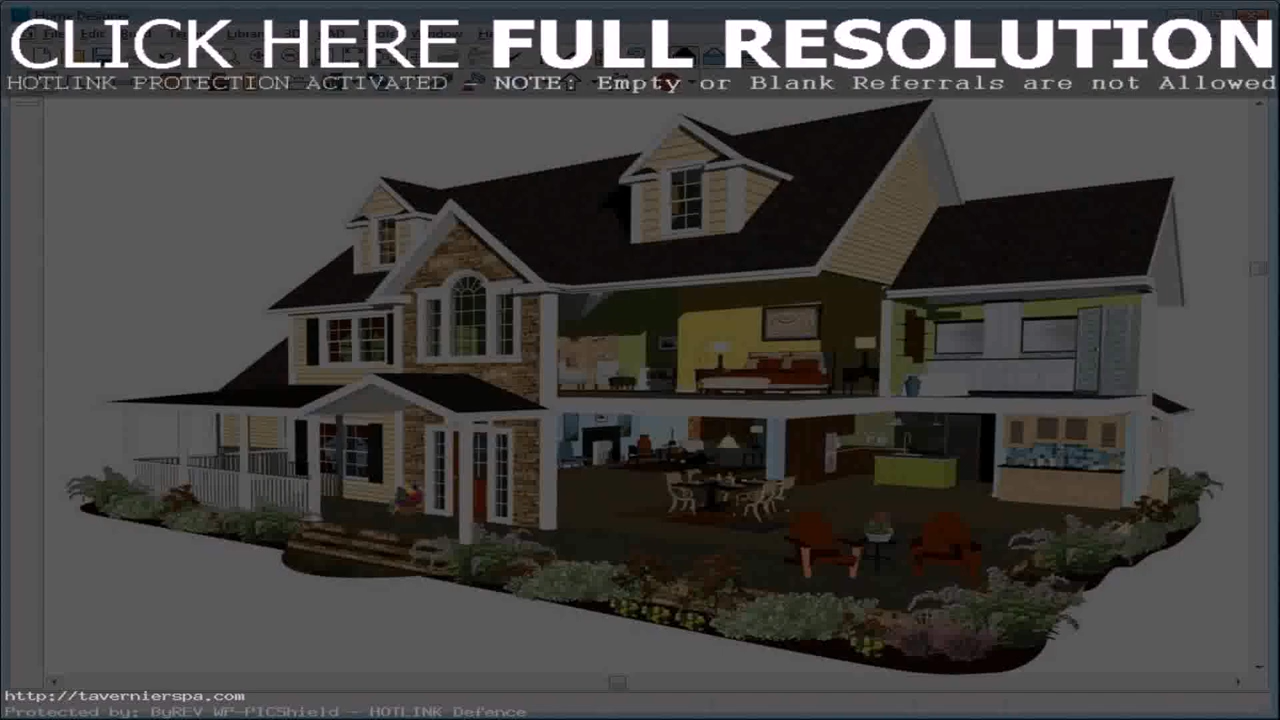 CLICK HERE FULL RESOLUTION
HOTLINK PROTECTION ACTIVATED - NOTE: Empty or Blank Referrals are not Allowed
http://tavernierspa.com
Protected by: ByREV WP-PICShield - HOTLINK Defence